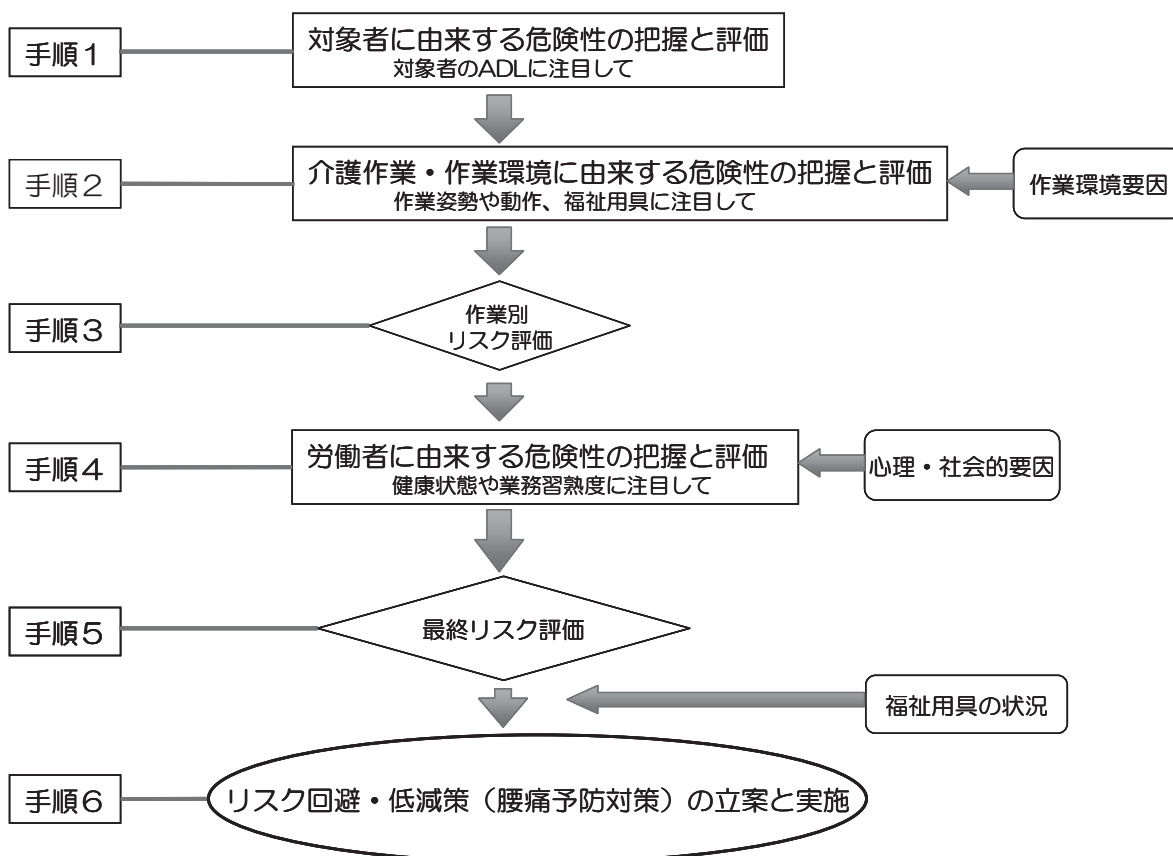 手順1
対象者に由来する危険性の把握と評価
対象者のADLに注目して
手順2
介護作業・作業環境に由来する危険性の把握と評価
作業姿勢や動作、福祉用具に注目して
作業環境要因
手順3
作業別
リスク評価
手順4
労働者に由来する危険性の把握と評価
健康状態や業務習熟度に注目して
心理・社会的要因
手順5
最終リスク評価
福祉用具の状況
手順6
リスク回避・低減策（腰痛予防対策）の立案と実施